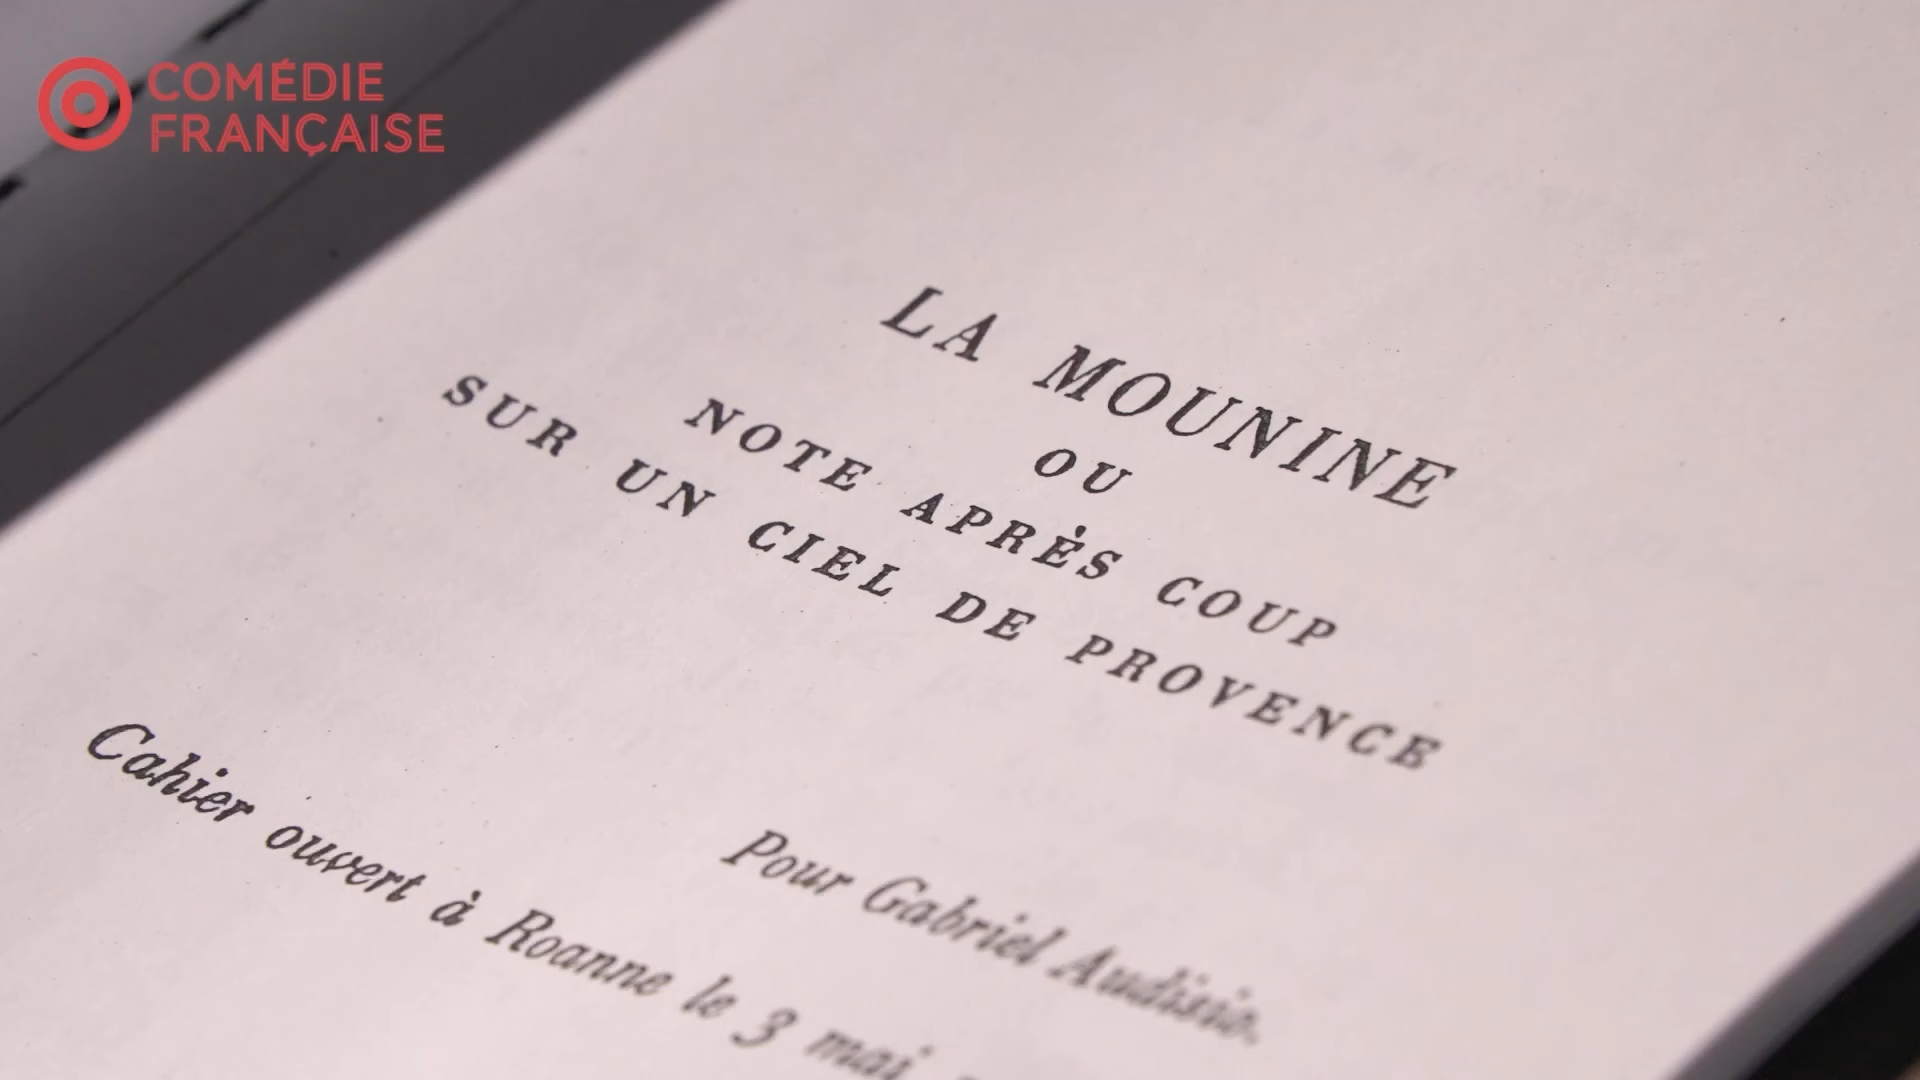 COMÉDIE
FRANÇAISE
LA MOUNINE
OU
NOTE APRÈS COUP
SUR UN CIEL DE PROVENCE
Pour Gabriel Audisio.
Cahier ouvert à Roanne le 3 mai